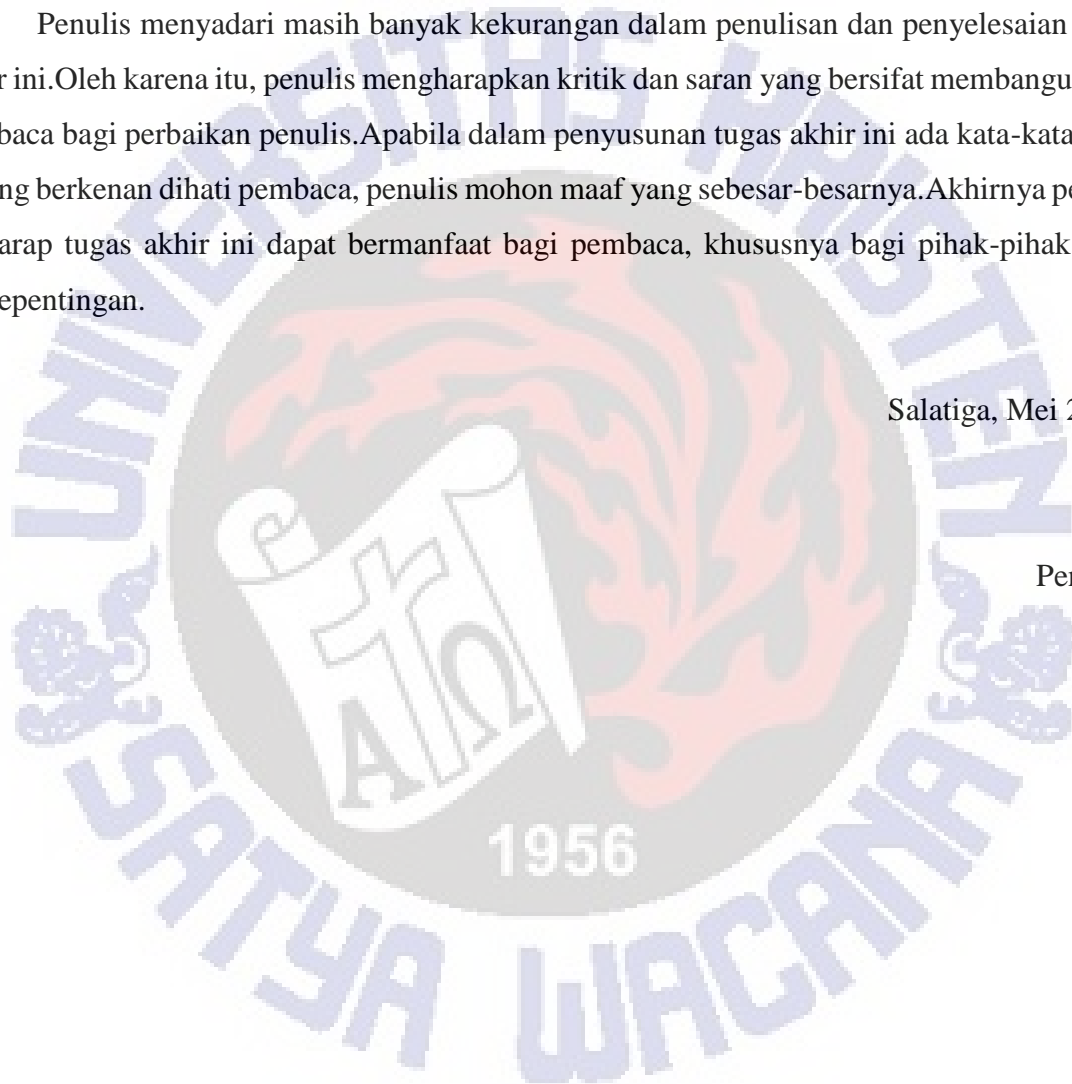 Penulis menyadari masih banyak kekurangan dalam penulisan dan penyelesaian
r ini.Oleh karena itu, penulis mengharapkan kritik dan saran yang bersifat membangu
baca bagi perbaikan penulis.Apabila dalam penyusunan tugas akhir ini ada kata-kata
ng berkenan dihati pembaca, penulis mohon maaf yang sebesar-besarnya.Akhirnya pe
arap tugas akhir ini dapat bermanfaat bagi pembaca, khususnya bagi pihak-pihak
epentingan.
Salatiga, Mei 2
Pen
UNIVERSITAS KRISTEN
SATYA WACANA
ΑΩ
1956